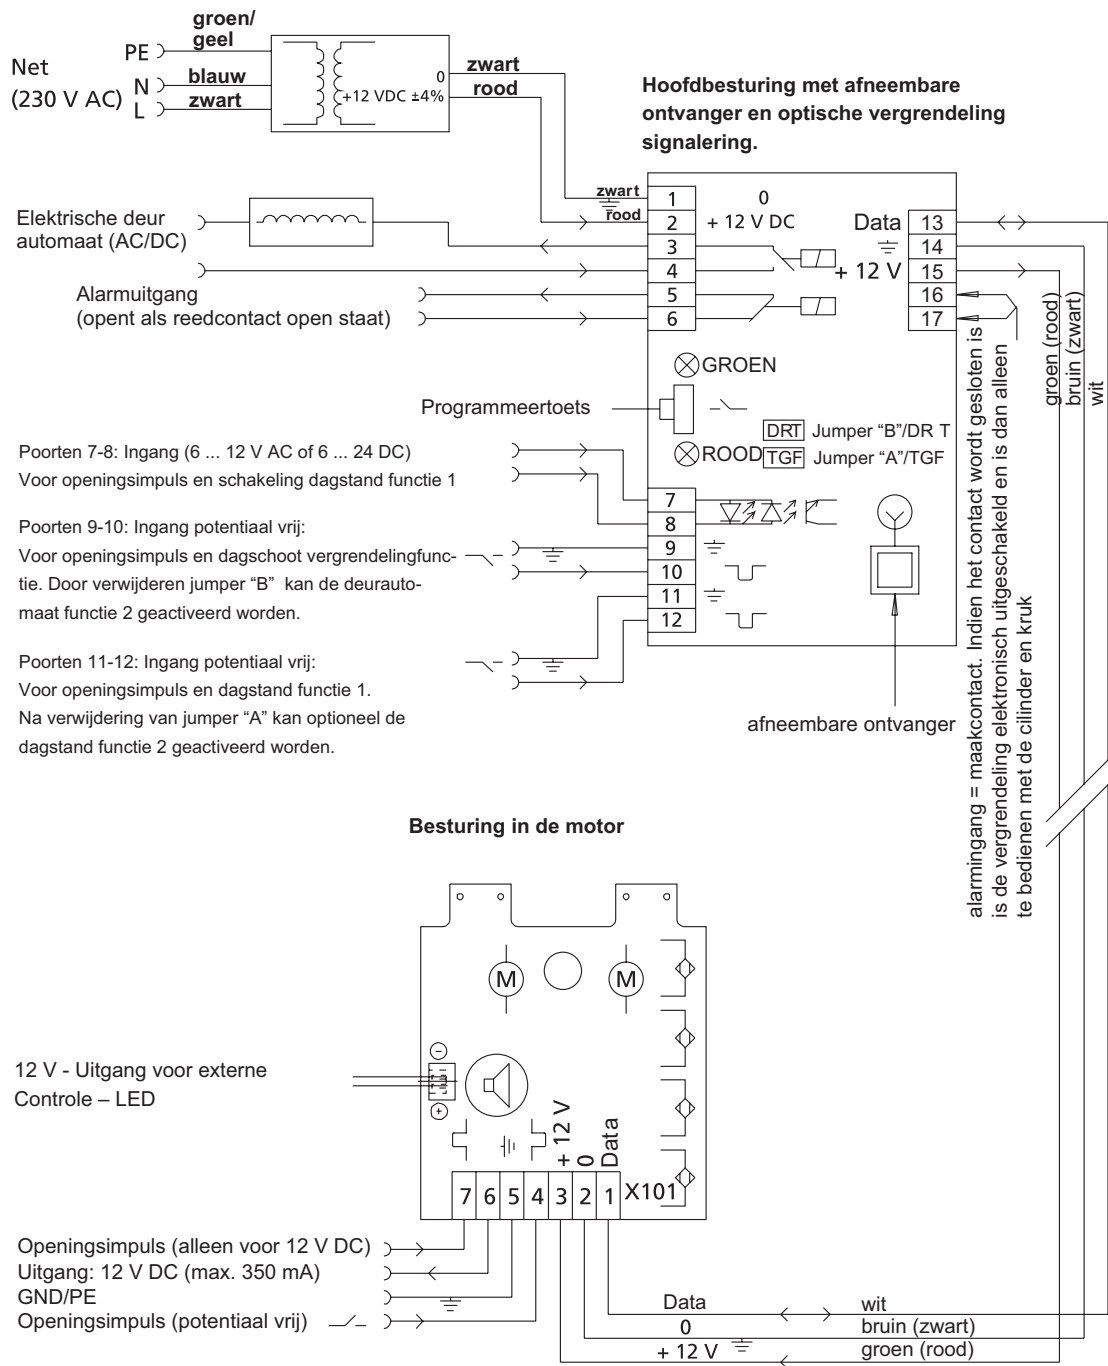 groen/
geel
PE
Net
(230 V AC)
N
blauw
L
zwart
0
+12 VDC ±4%
zwart
rood
Hoofdbesturing met afneembare
ontvanger en optische vergrendeling
signalering.
zwart
rood
1
2
3
4
5
6
0
+ 12 V DC
Data
+ 12 V
13
14
15
16
17
Elektrische deur
automaat (AC/DC)
Alarmuitgang
(opent als reedcontact open staat)
GROEN
Programmeertoets
DRT Jumper “B”/DR T
ROOD
TGF Jumper “A”/TGF
groen (rood)
bruin (zwart)
wit
Poorten 7-8: Ingang (6 ... 12 V AC of 6 ... 24 DC)
Voor openingsimpuls en schakeling dagstand functie 1
Poorten 9-10: Ingang potentiaal vrij:
Voor openingsimpuls en dagschoot vergrendelingfunc-
tie. Door verwijderen jumper “B” kan de deurauto-
maat functie 2 geactiveerd worden.
Poorten 11-12: Ingang potentiaal vrij:
Voor openingsimpuls en dagstand functie 1.
Na verwijdering van jumper “A” kan optioneel de
dagstand functie 2 geactiveerd worden.
7
8
9
10
11
12
afneembare ontvanger
alarmingang = maakcontact. Indien het contact wordt gesloten is
is de vergrendeling elektronisch uitgeschakeld en is dan alleen
te bedienen met de cilinder en kruk
Besturing in de motor
M
M
12 V - Uitgang voor externe
Controle – LED
+ 12 V
0
Data
7 6 5 4 3 2 1 X101
Openingsimpuls (alleen voor 12 V DC)
Uitgang: 12 V DC (max. 350 mA)
GND/PE
Openingsimpuls (potentiaal vrij)
Data wit
0 bruin (zwart)
+ 12 V groen (rood)